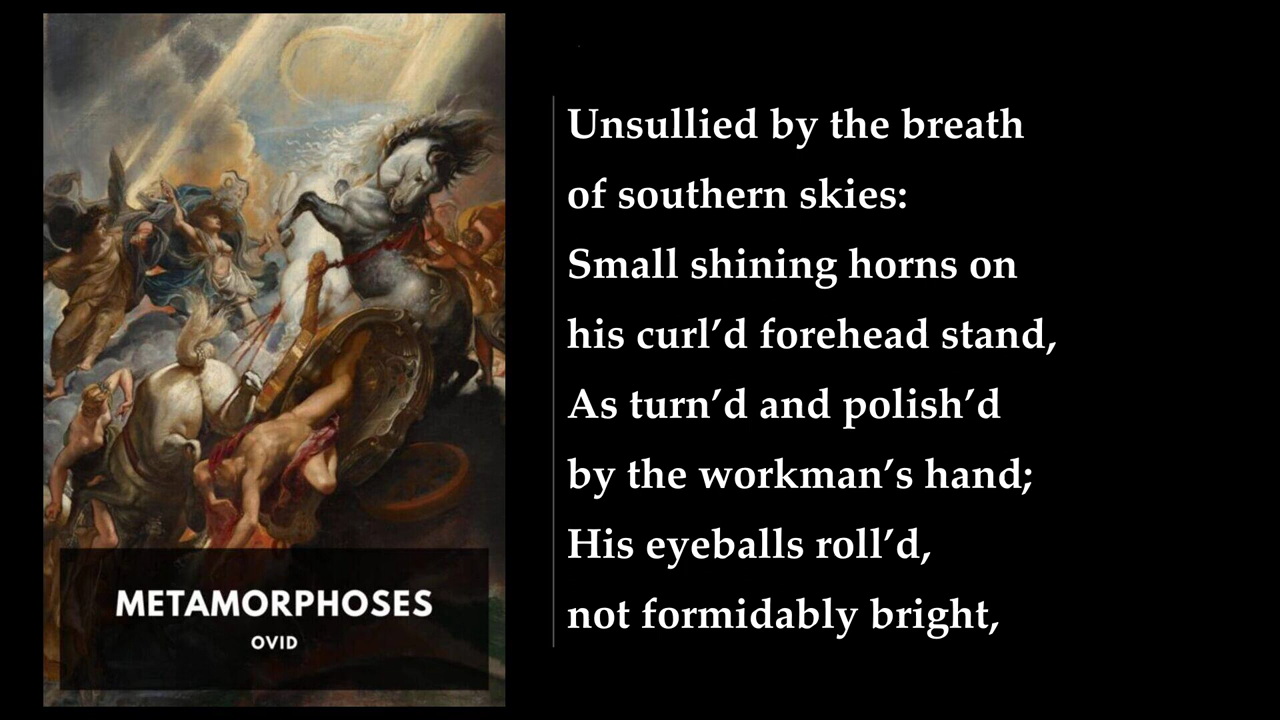 METAMORPHOSES
OVID
Unsullied by the breath
of southern skies:
Small shining horns on
his curl’d forehead stand,
As turn’d and polish’d
by the workman’s hand;
His eyeballs roll’d,
not formidably bright,